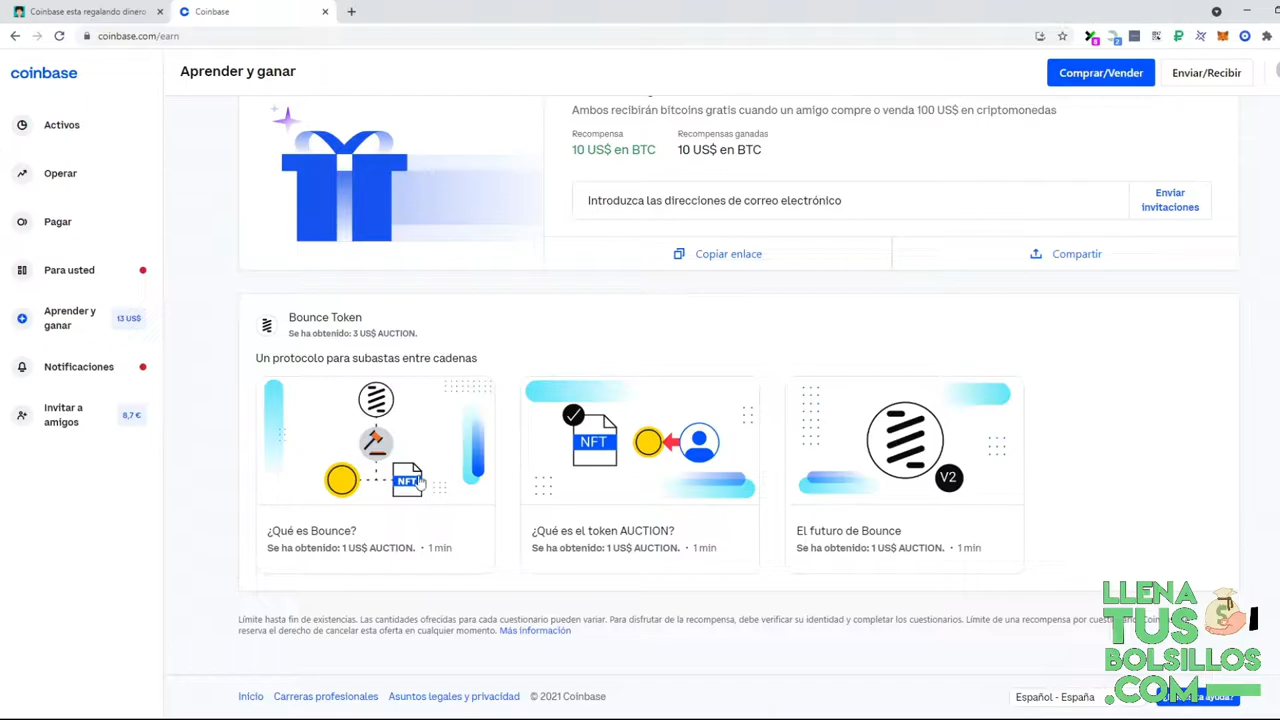 Coinbase esta regalando dinero
Coinbase
coinbase.com/earn
coinbase
Aprender y ganar
Comprar/Vender
Enviar/Recibir
Activos
Operar
Pagar
Para usted
Aprender y
ganar
13 US$
Notificaciones
Invitar a
amigos
8,7 €
Ambos recibirán bitcoins gratis cuando un amigo compre o venda 100 US$ en criptomonedas
Recompensa
Recompensas ganadas
10 US$ en BTC
10 US$ en BTC
Introduzca las direcciones de correo electrónico
Enviar
invitaciones
Copiar enlace
Compartir
Bounce Token
Se ha obtenido: 3 US$ AUCTION.
Un protocolo para subastas entre cadenas
NFT
NFT
V2
¿Qué es Bounce?
Se ha obtenido: 1 US$ AUCTION. • 1 min
¿Qué es el token AUCTION?
Se ha obtenido: 1 US$ AUCTION. • 1 min
El futuro de Bounce
Se ha obtenido: 1 US$ AUCTION. • 1 min
Límite hasta fin de existencias. Las cantidades ofrecidas para cada cuestionario pueden variar. Para disfrutar de la recompensa, debe verificar su identidad y completar los cuestionarios. Límite de una recompensa por
reserva el derecho de cancelar esta oferta en cualquier momento. Más información
Inicio
Carreras profesionales
Asuntos legales y privacidad
© 2021 Coinbase
Español - España
ayuda?
LLENA
TUS
BOLSILLOS
.COM